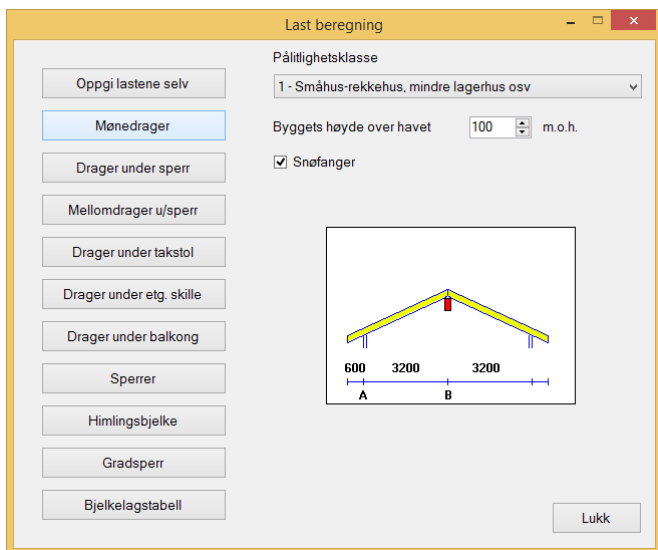 Last beregning
Pålitlighetsklasse
Oppgi lastene selv
1 - Småhus-rekkehus, mindre lagerhus osv
Mønedrager
Byggets høyde over havet 100 m.o.h.
Drager under sperr
Snøfanger
Mellomdrager u/sperr
Drager under takstol
Drager under etg. skille
Drager under balkong
Sperrer
Himlingsbjelke
Gradsperr
Bjelkelagstabell
600 3200 3200
A B
Lukk